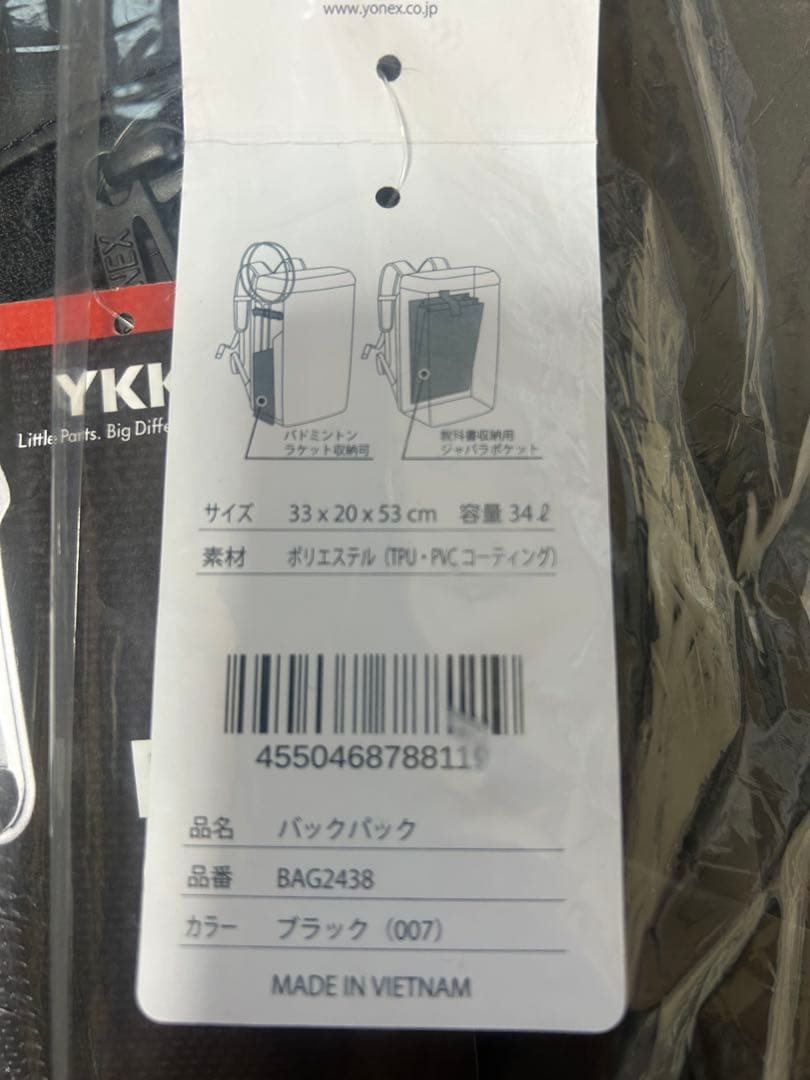 www.yonex.co.jp
NEX
YKK
Little Parts. Big Diffe
バドミントン
ラケット収納可
教科書収納用
ジャバラポケット
サイズ 33 x 20 x 53 cm 容量 34ℓ
素材 ポリエステル（TPU・PVCコーティング）
4550468788119
品名 バックパック
品番 BAG2438
カラー ブラック（007）
MADE IN VIETNAM